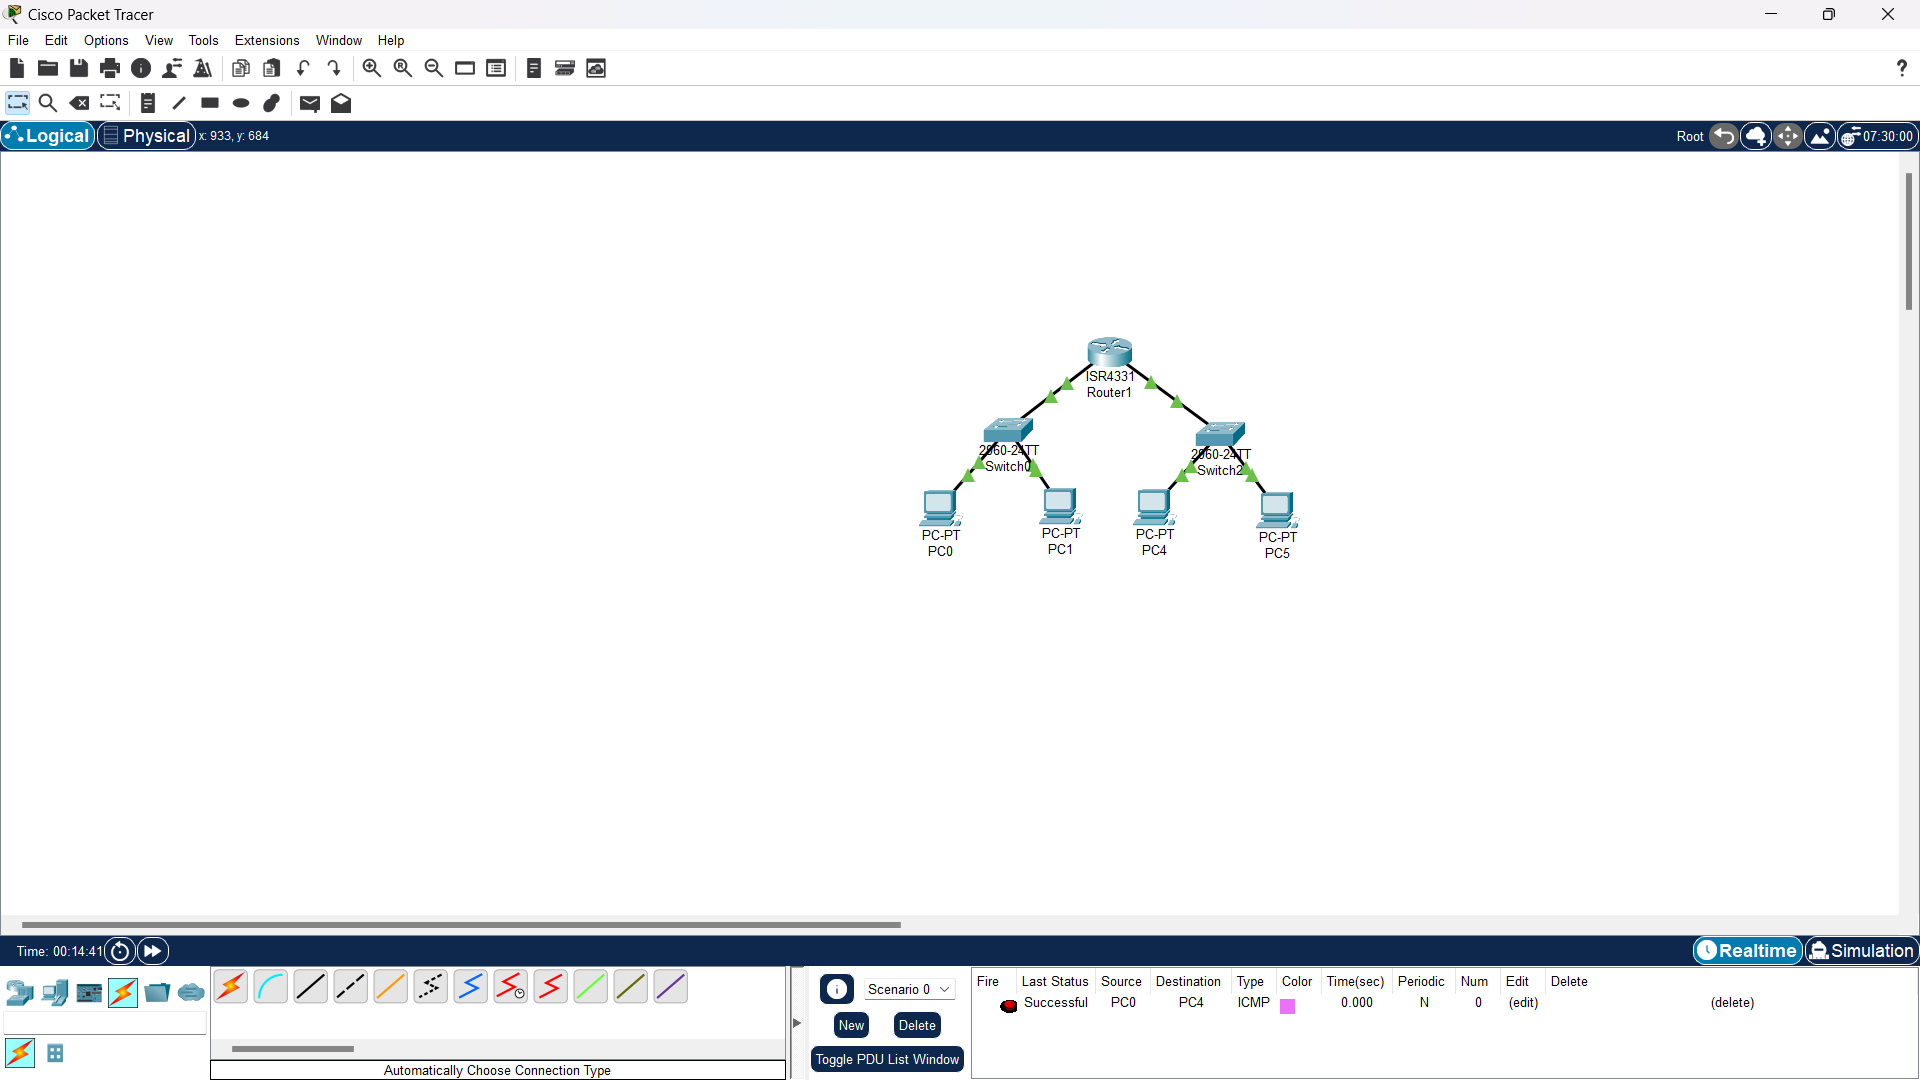 Cisco Packet Tracer
File Edit Options View Tools Extensions Window Help
?
Logical Physical x: 933, y: 684 Root 07:30:00
ISR4331
Router1
2960-24TT
Switch0
2960-24TT
Switch2
PC-PT
PC0
PC-PT
PC1
PC-PT
PC4
PC-PT
PC5
Time: 00:14:41 Realtime Simulation
Scenario 0
New Delete
Toggle PDU List Window
Fire Last Status Source Destination Type Color Time(sec) Periodic Num Edit Delete
Successful PC0 PC4 ICMP 0.000 N 0 (edit) (delete)
Automatically Choose Connection Type